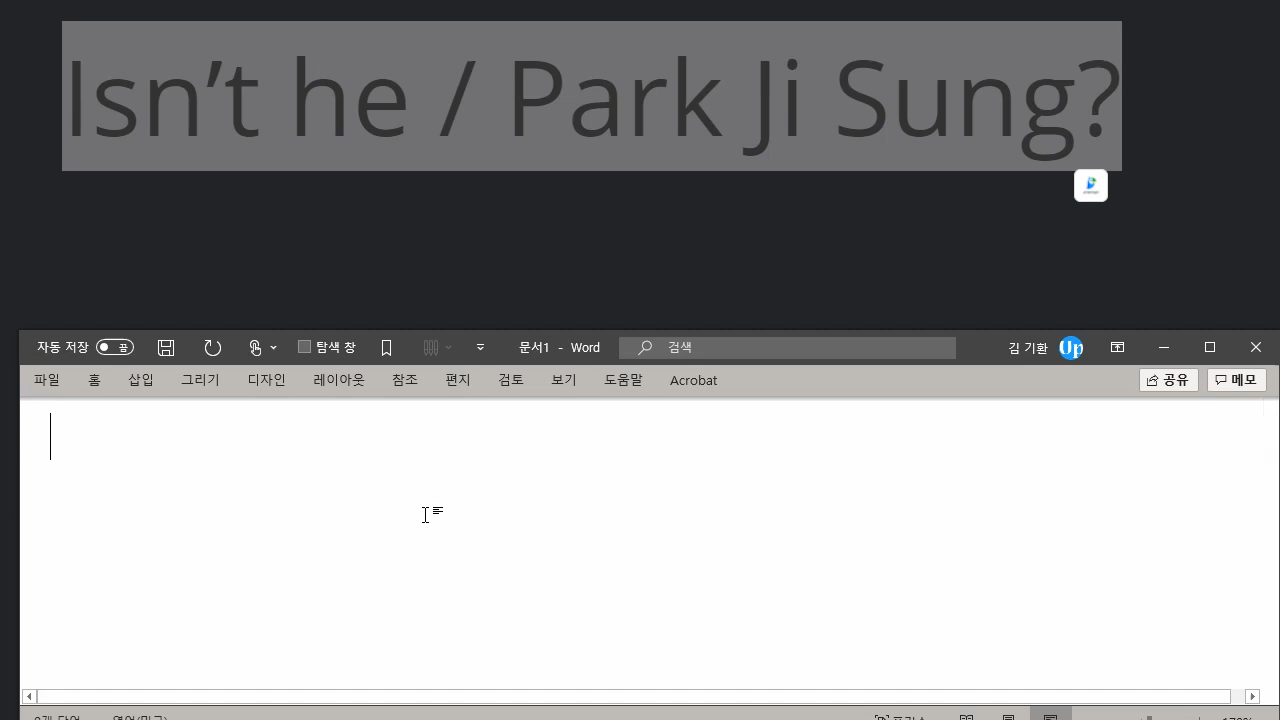 Isn’t he / Park Ji Sung?
자동 저장 끔 탐색 창 문서1 - Word 검색 김 기환 Up
파일 홈 삽입 그리기 디자인 레이아웃 참조 편지 검토 보기 도움말 Acrobat 공유 메모